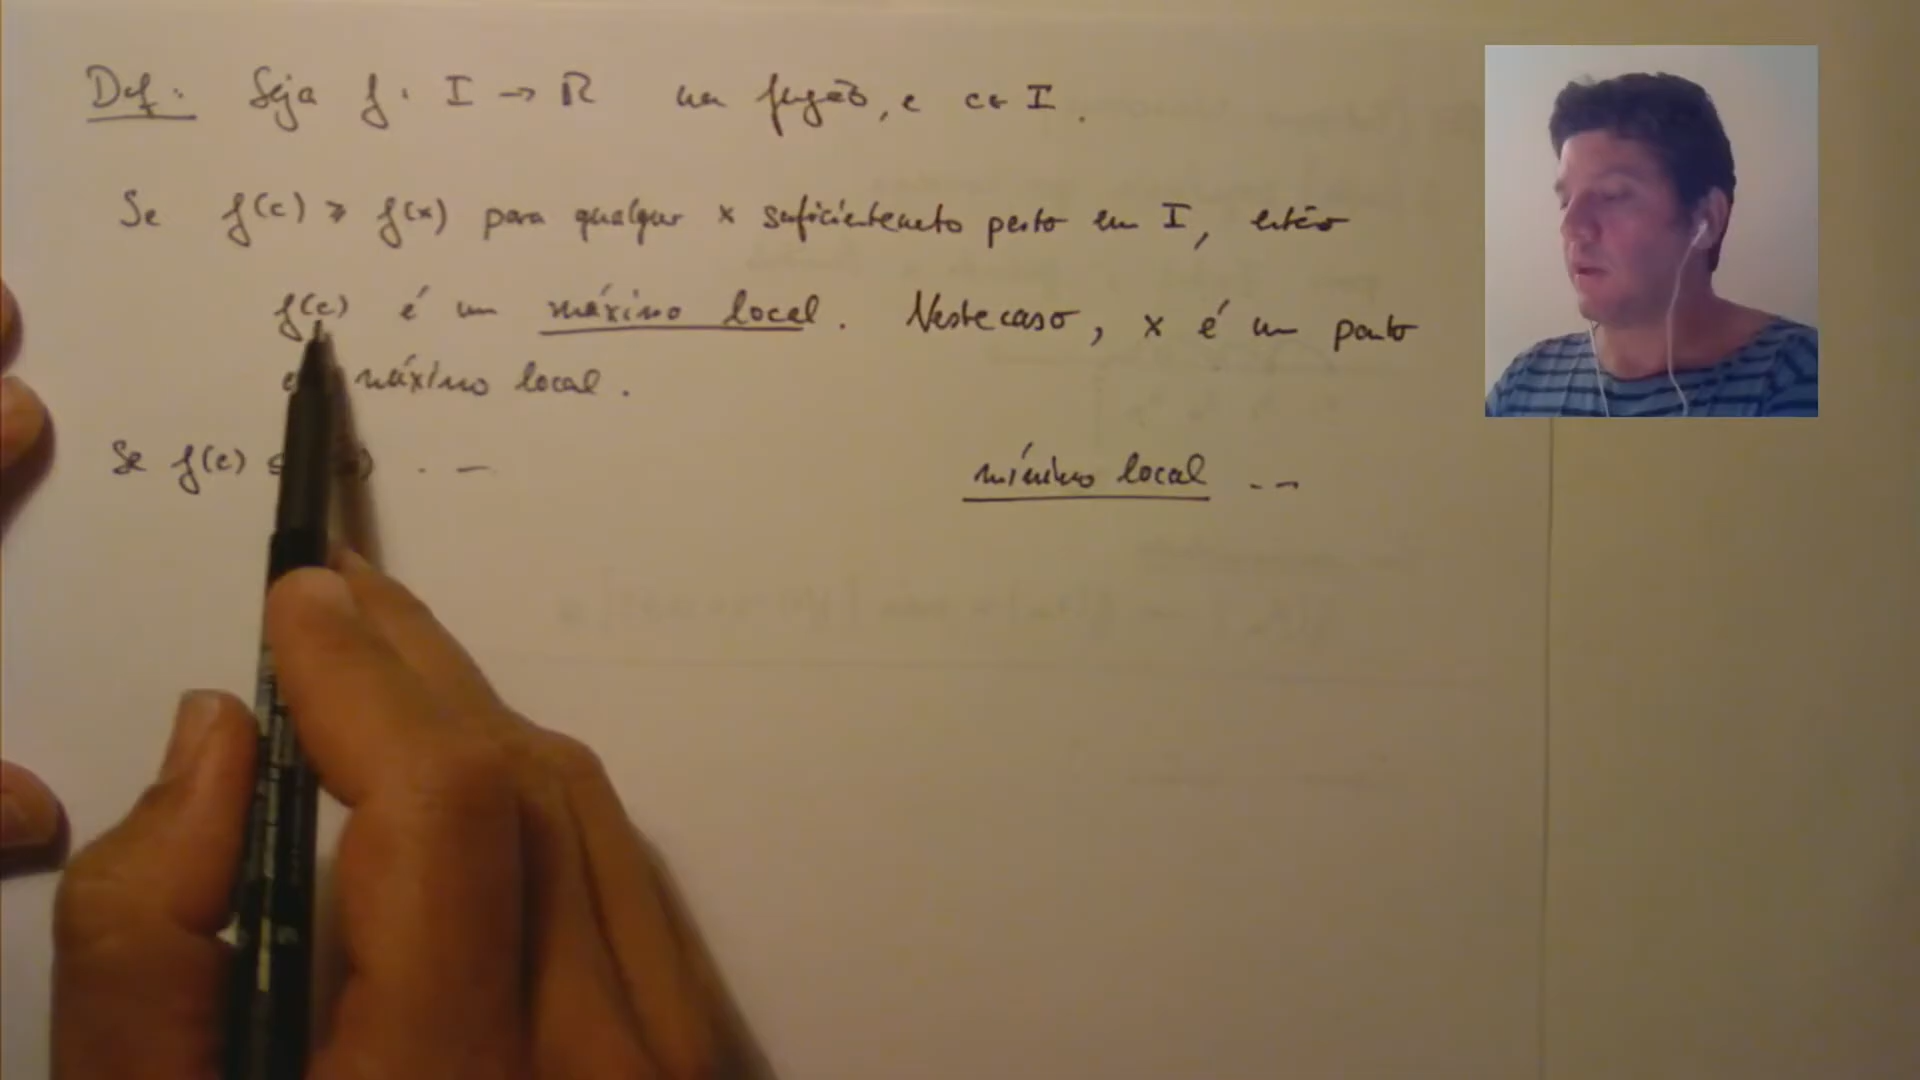 Def: Seja f: I → ℝ uma função, e c ∈ I.
Se f(c) ≥ f(x) para qualquer x suficientemente perto em I, então
f(c) é um máximo local. Neste caso, x é um ponto
máximo local.
Se f(c) ≤ . —
mínimo local . . —